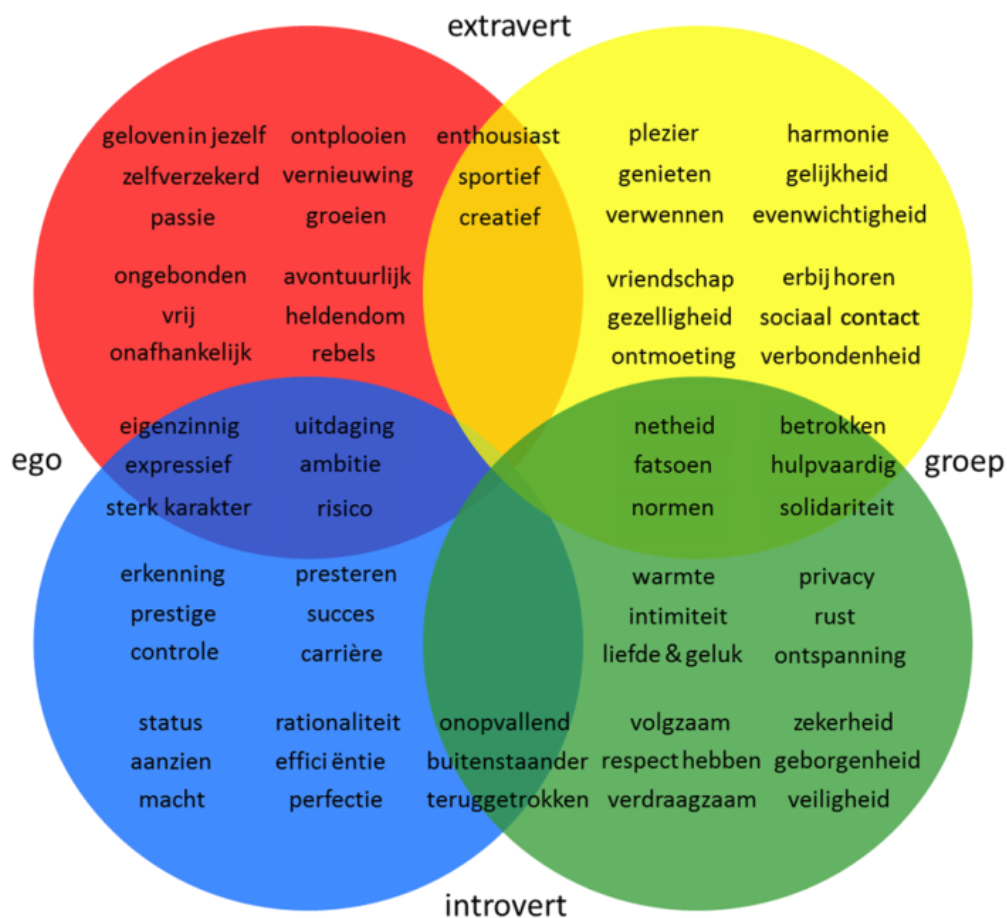 extravert
geloven in jezelf ontplooien enthousiast plezier harmonie
zelfverzekerd vernieuwing sportief genieten gelijkheid
passie groeien creatief verwennen evenwichtigheid
ongebonden avontuurlijk vriendschap erbij horen
vrij heldendom gezelligheid sociaal contact
onafhankelijk rebels ontmoeting verbondenheid
eigenzinnig uitdaging netheid betrokken
ego expressief ambitie fatsoen hulpvaardig groep
sterk karakter risico normen solidariteit
erkenning presteren warmte privacy
prestige succes intimiteit rust
controle carrière liefde & geluk ontspanning
status rationaliteit onopvallend volgzaam zekerheid
aanzien effici ëntie buitenstaander respect hebben geborgenheid
macht perfectie teruggetrokken verdraagzaam veiligheid
introvert